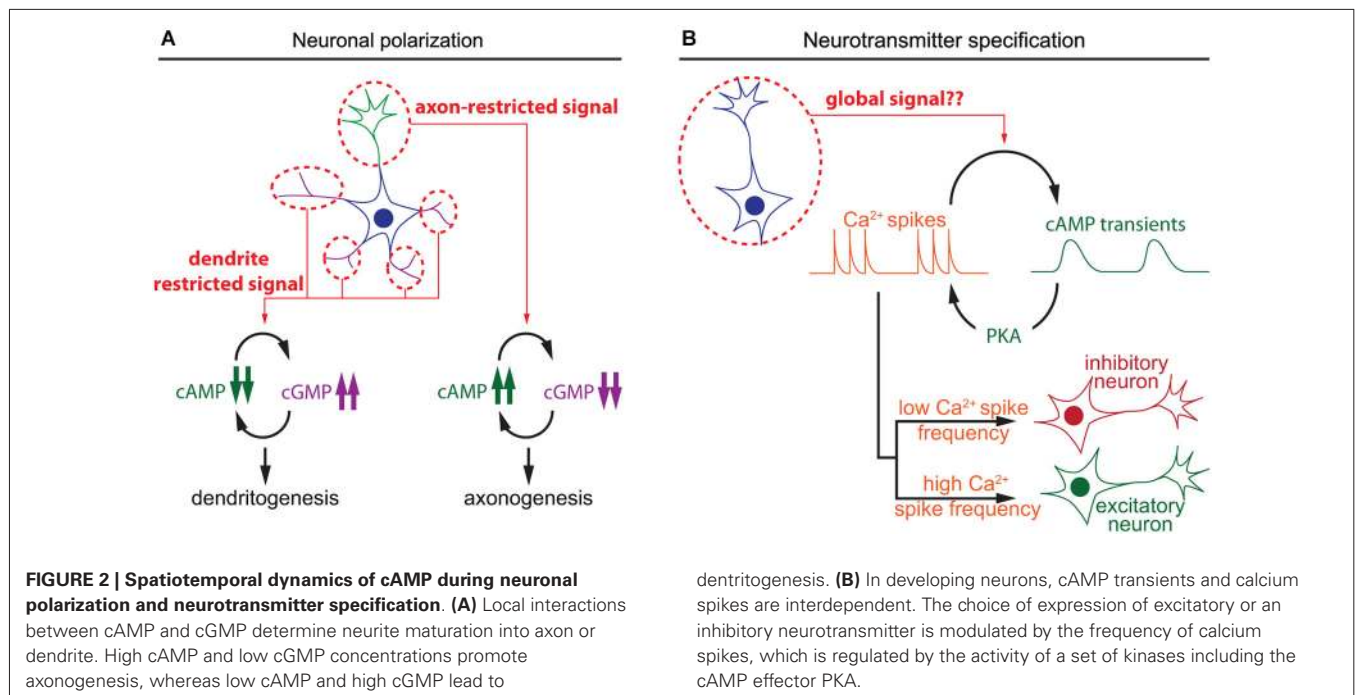 A Neuronal polarization
axon-restricted signal
dendrite
restricted signal
cAMP cGMP
cAMP cGMP
dendritogenesis
axonogenesis
B Neurotransmitter specification
global signal??
Ca²⁺ spikes
cAMP transients
PKA
low Ca²⁺ spike
frequency
inhibitory
neuron
high Ca²⁺
spike frequency
excitatory
neuron
FIGURE 2 | Spatiotemporal dynamics of cAMP during neuronal
polarization and neurotransmitter specification. (A) Local interactions
between cAMP and cGMP determine neurite maturation into axon or
dendrite. High cAMP and low cGMP concentrations promote
axonogenesis, whereas low cAMP and high cGMP lead to
dentritogenesis. (B) In developing neurons, cAMP transients and calcium
spikes are interdependent. The choice of expression of excitatory or an
inhibitory neurotransmitter is modulated by the frequency of calcium
spikes, which is regulated by the activity of a set of kinases including the
cAMP effector PKA.